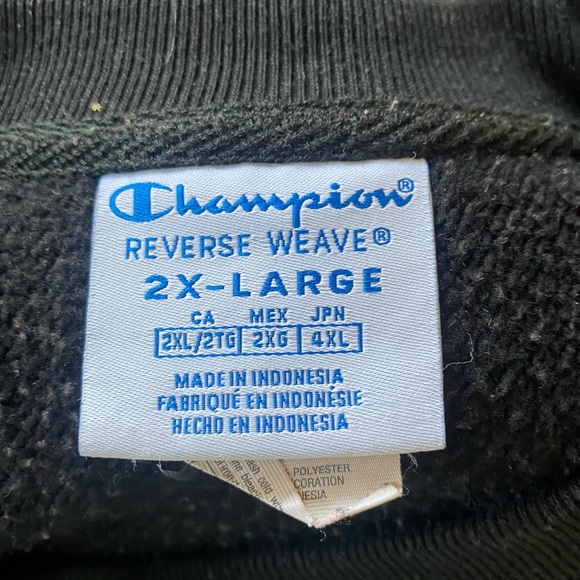 Champion®
REVERSE WEAVE®
2X-LARGE
CA MEX JPN
2XL/2TG 2XG 4XL
MADE IN INDONESIA
FABRIQUÉ EN INDONÉSIE
HECHO EN INDONESIA
POLYESTER